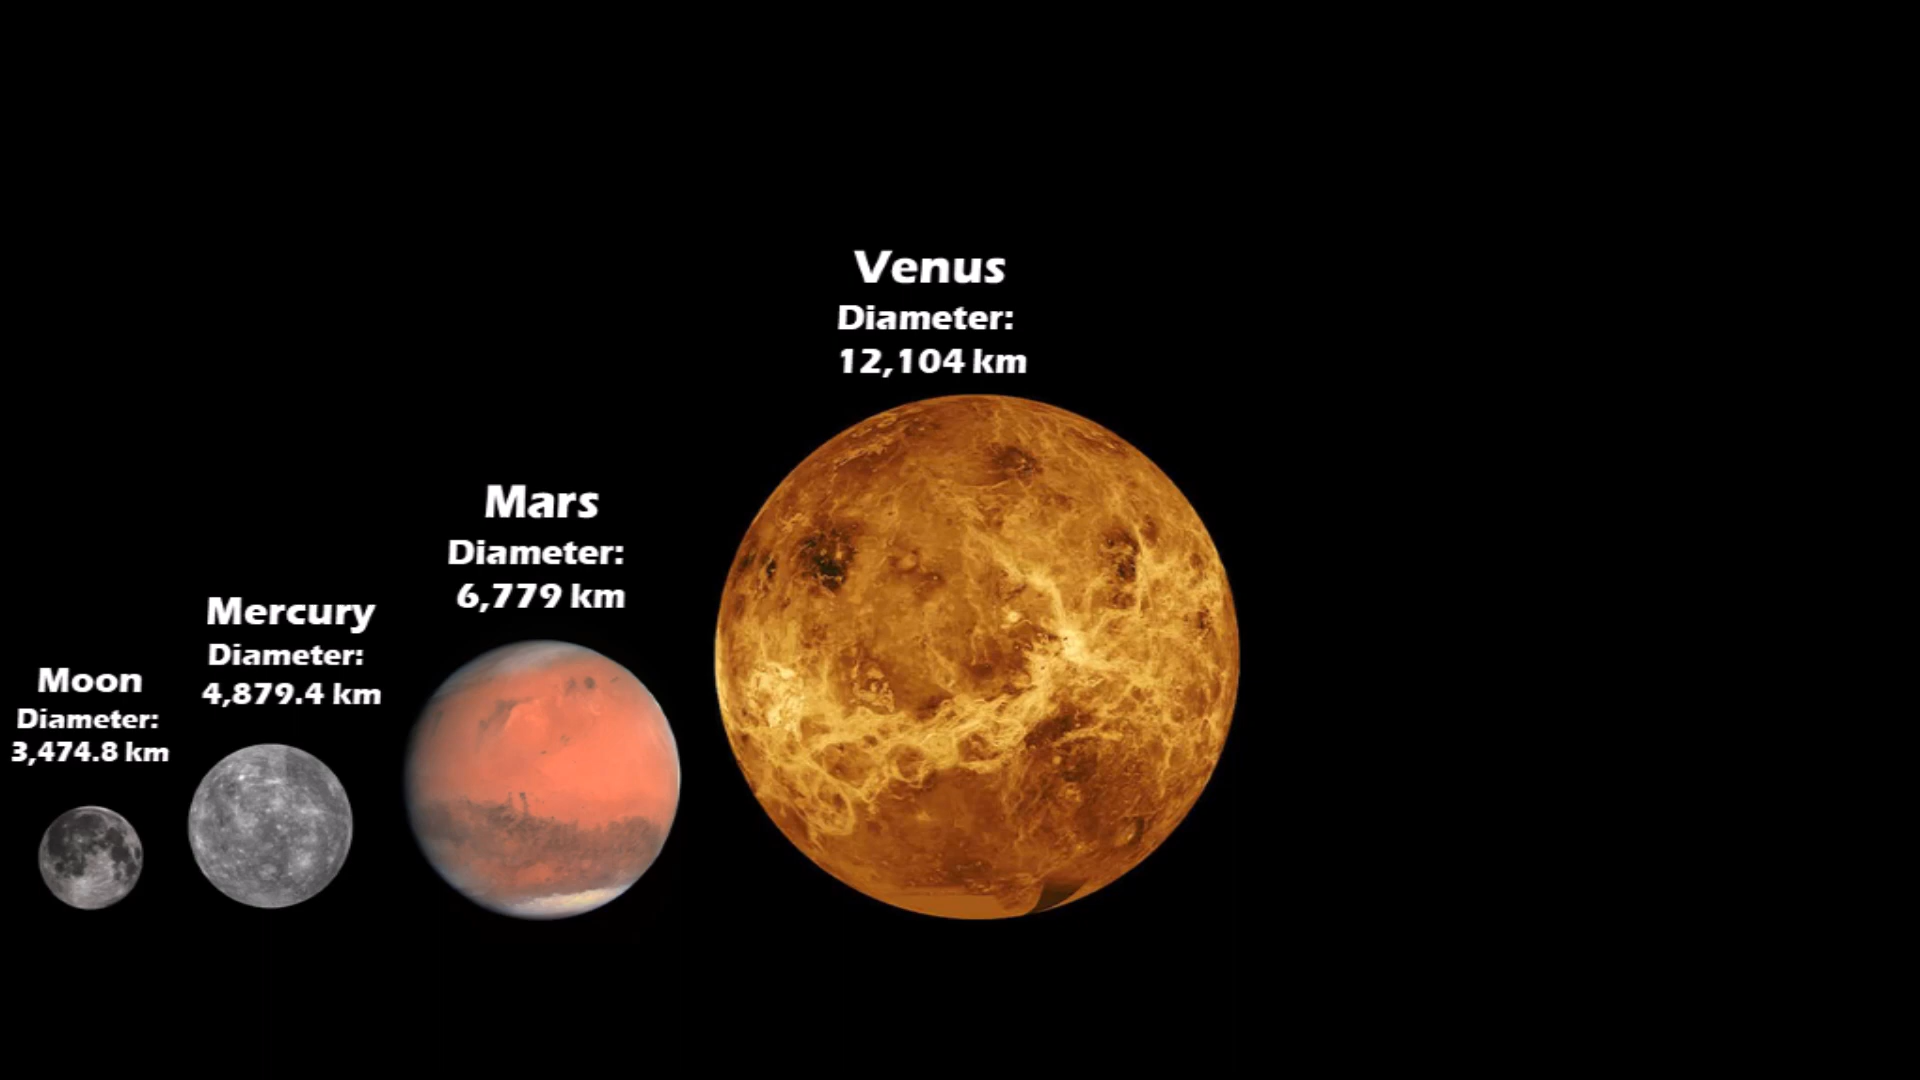 Moon
Diameter:
3,474.8 km
Mercury
Diameter:
4,879.4 km
Mars
Diameter:
6,779 km
Venus
Diameter:
12,104 km